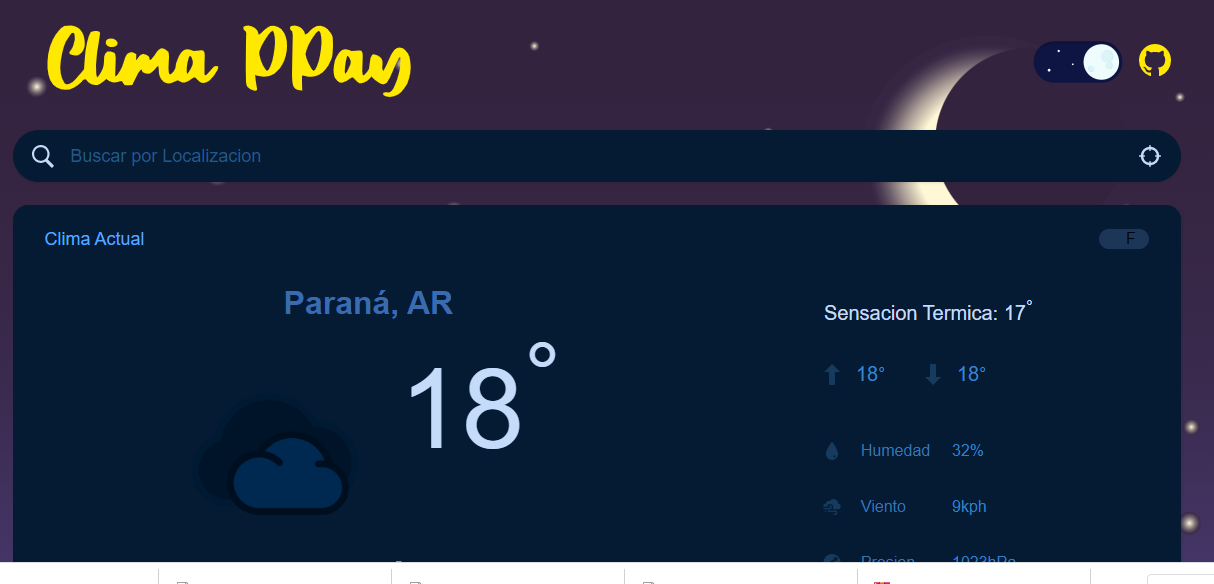 Clima PPay
Buscar por Localizacion
Clima Actual
F
Paraná, AR
18°
Sensacion Termica: 17°
18° 18°
Humedad 32%
Viento 9kph
Presion 1023hPa